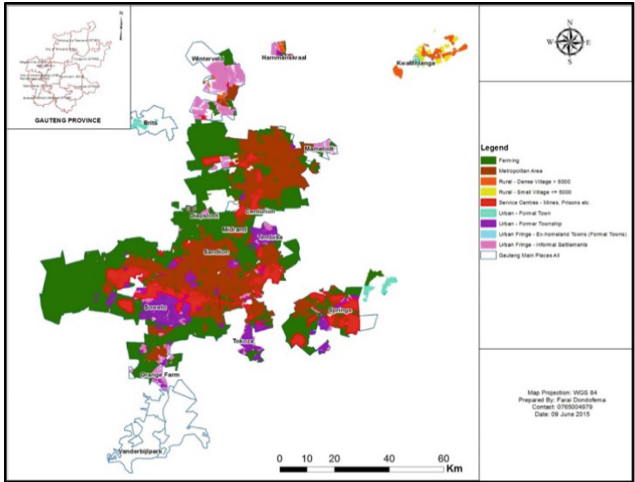 GAUTENG PROVINCE
N
W
E
S
Winterveld
Hammanskraal
KwaMhlanga
Brits
Mamelodi
Diepsloot
Centurion
Midrand
Tembisa
Sandton
Soweto
Springs
Tokoza
Orange Farm
Vanderbijlpark
0
10
20
40
60
Km
Legend
Farming
Metropolitan Area
Rural - Dense Village > 5000
Rural - Small Village <= 5000
Service Centres - Mines, Prisons etc.
Urban - Formal Town
Urban - Former Township
Urban Fringe - Ex-homeland Towns (Formal Towns)
Urban Fringe - Informal Settlements
Gauteng Main Places All
Map Projection: WGS 84
Prepared By: Farai Dondofema
Contact: 0765004979
Date: 09 June 2015